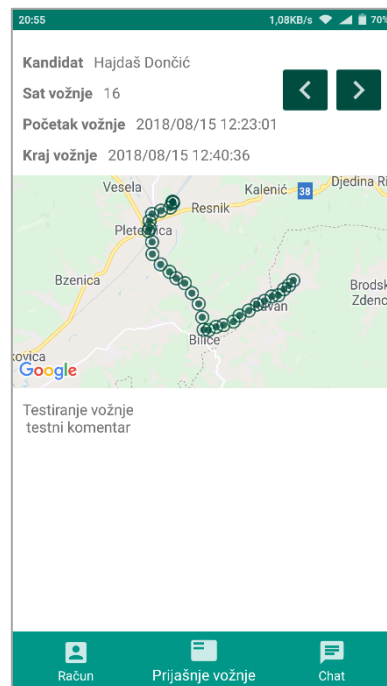 20:55 1,08KB/s 70%
Kandidat Hajdaš Dončić
Sat vožnje 16
Početak vožnje 2018/08/15 12:23:01
Kraj vožnje 2018/08/15 12:40:36
Vesela
Kalenić
38
Djedina Ri
Resnik
Bzenica
Brodsk
Zdenc
Bilice
kovica
Google
Testiranje vožnje
testni komentar
Račun
Prijašnje vožnje
Chat